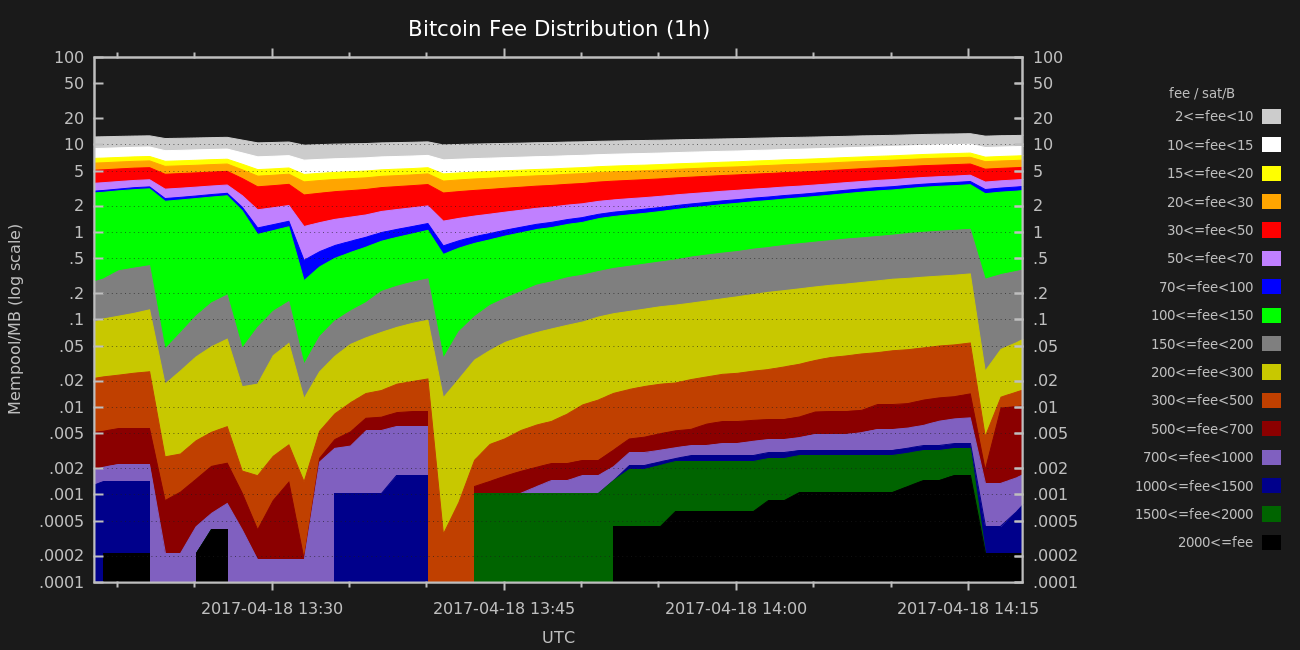 Bitcoin Fee Distribution (1h)
100
50
20
10
5
2
1
.5
.2
.1
.05
.02
.01
.005
.002
.001
.0005
.0002
.0001
Mempool/MB (log scale)
100
50
20
10
5
2
1
.5
.2
.1
.05
.02
.01
.005
.002
.001
.0005
.0002
.0001
2017-04-18 13:30
2017-04-18 13:45
2017-04-18 14:00
2017-04-18 14:15
UTC
fee / sat/B
2<=fee<10
10<=fee<15
15<=fee<20
20<=fee<30
30<=fee<50
50<=fee<70
70<=fee<100
100<=fee<150
150<=fee<200
200<=fee<300
300<=fee<500
500<=fee<700
700<=fee<1000
1000<=fee<1500
1500<=fee<2000
2000<=fee